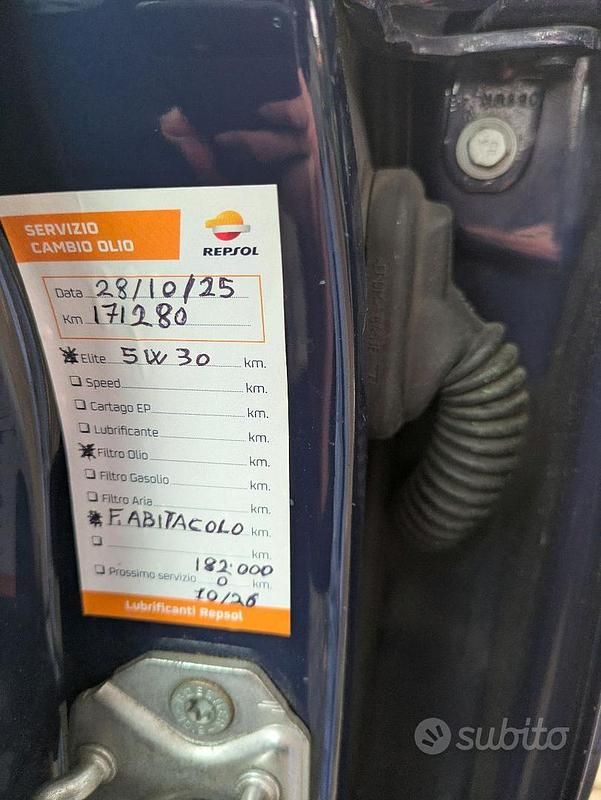 SERVIZIO
CAMBIO OLIO
REPSOL
Data 28/10/25
Km 171280
Elite 5W30 km.
Speed km.
Cartago EP km.
Lubrificante km.
Filtro Olio km.
Filtro Gasolio km.
Filtro Aria km.
F. ABITACOLO km.
km.
182.000
Prossimo servizio O km.
10/26
Lubrificanti Repsol
subito